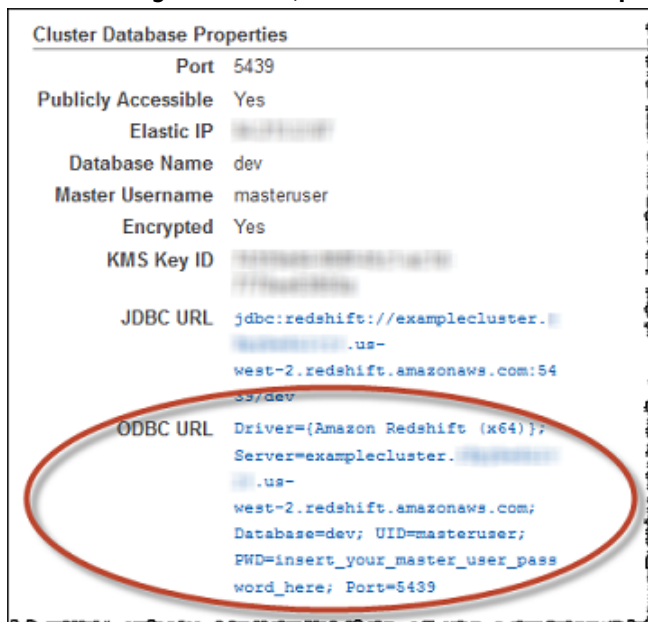 Cluster Database Properties
Port 5439
Publicly Accessible Yes
Elastic IP
Database Name dev
Master Username masteruser
Encrypted Yes
KMS Key ID
JDBC URL jdbc:redshift://examplecluster.
.us-
west-2.redshift.amazonaws.com:54
39/dev
ODBC URL Driver={Amazon Redshift (x64)};
Server=examplecluster.
.us-
west-2.redshift.amazonaws.com;
Database=dev; UID=masteruser;
PWD=insert_your_master_user_pass
word_here; Port=5439